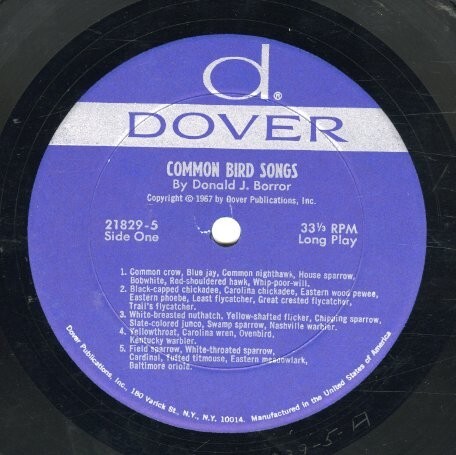 d®
DOVER
COMMON BIRD SONGS
By Donald J. Borror
Copyright © 1967 by Dover Publications, Inc.
21829-5
Side One
33⅓ RPM
Long Play
1. Common crow, Blue jay, Common nighthawk, House sparrow,
Bobwhite, Red-shouldered hawk, Whip-poor-will.
2. Black-capped chickadee, Carolina chickadee, Eastern wood pewee,
Eastern phoebe, Least flycatcher, Great crested flycatcher,
Trail's flycatcher.
3. White-breasted nuthatch, Yellow-shafted flicker, Chipping sparrow,
Slate-colored junco, Swamp sparrow, Nashville warbler.
4. Yellowthroat, Carolina wren, Ovenbird,
Kentucky warbler.
5. Field sparrow, White-throated sparrow,
Cardinal, Tufted titmouse, Eastern meadowlark,
Baltimore oriole.
Dover Publications, Inc., 180 Varick St., N.Y., N.Y. 10014. Manufactured in the United States of America